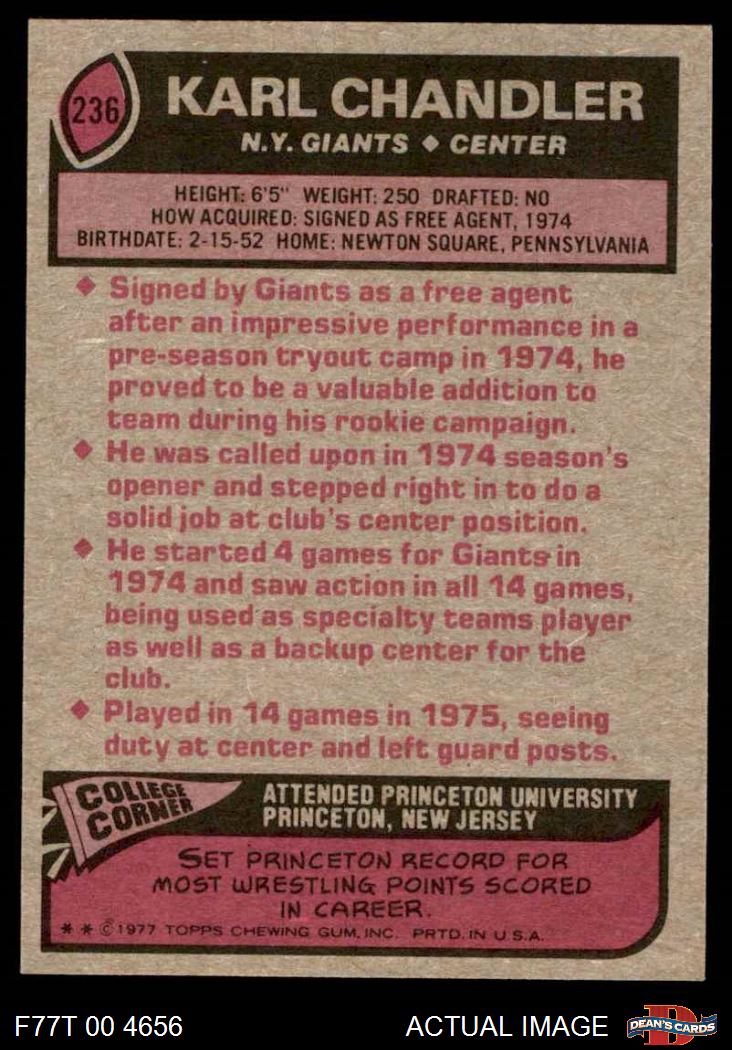 236
KARL CHANDLER
N.Y. GIANTS ♦ CENTER
HEIGHT: 6'5" WEIGHT: 250 DRAFTED: NO
HOW ACQUIRED: SIGNED AS FREE AGENT, 1974
BIRTHDATE: 2-15-52 HOME: NEWTON SQUARE, PENNSYLVANIA
♦ Signed by Giants as a free agent
after an impressive performance in a
pre-season tryout camp in 1974, he
proved to be a valuable addition to
team during his rookie campaign.
♦ He was called upon in 1974 season's
opener and stepped right in to do a
solid job at club's center position.
♦ He started 4 games for Giants in
1974 and saw action in all 14 games,
being used as specialty teams player
as well as a backup center for the
club.
♦ Played in 14 games in 1975, seeing
duty at center and left guard posts.
COLLEGE
CORNER
ATTENDED PRINCETON UNIVERSITY
PRINCETON, NEW JERSEY
SET PRINCETON RECORD FOR
MOST WRESTLING POINTS SCORED
IN CAREER.
* * © 1977 TOPPS CHEWING GUM, INC. PRTD. IN U.S.A.
F77T 00 4656
ACTUAL IMAGE
D
DEAN'S CARDS